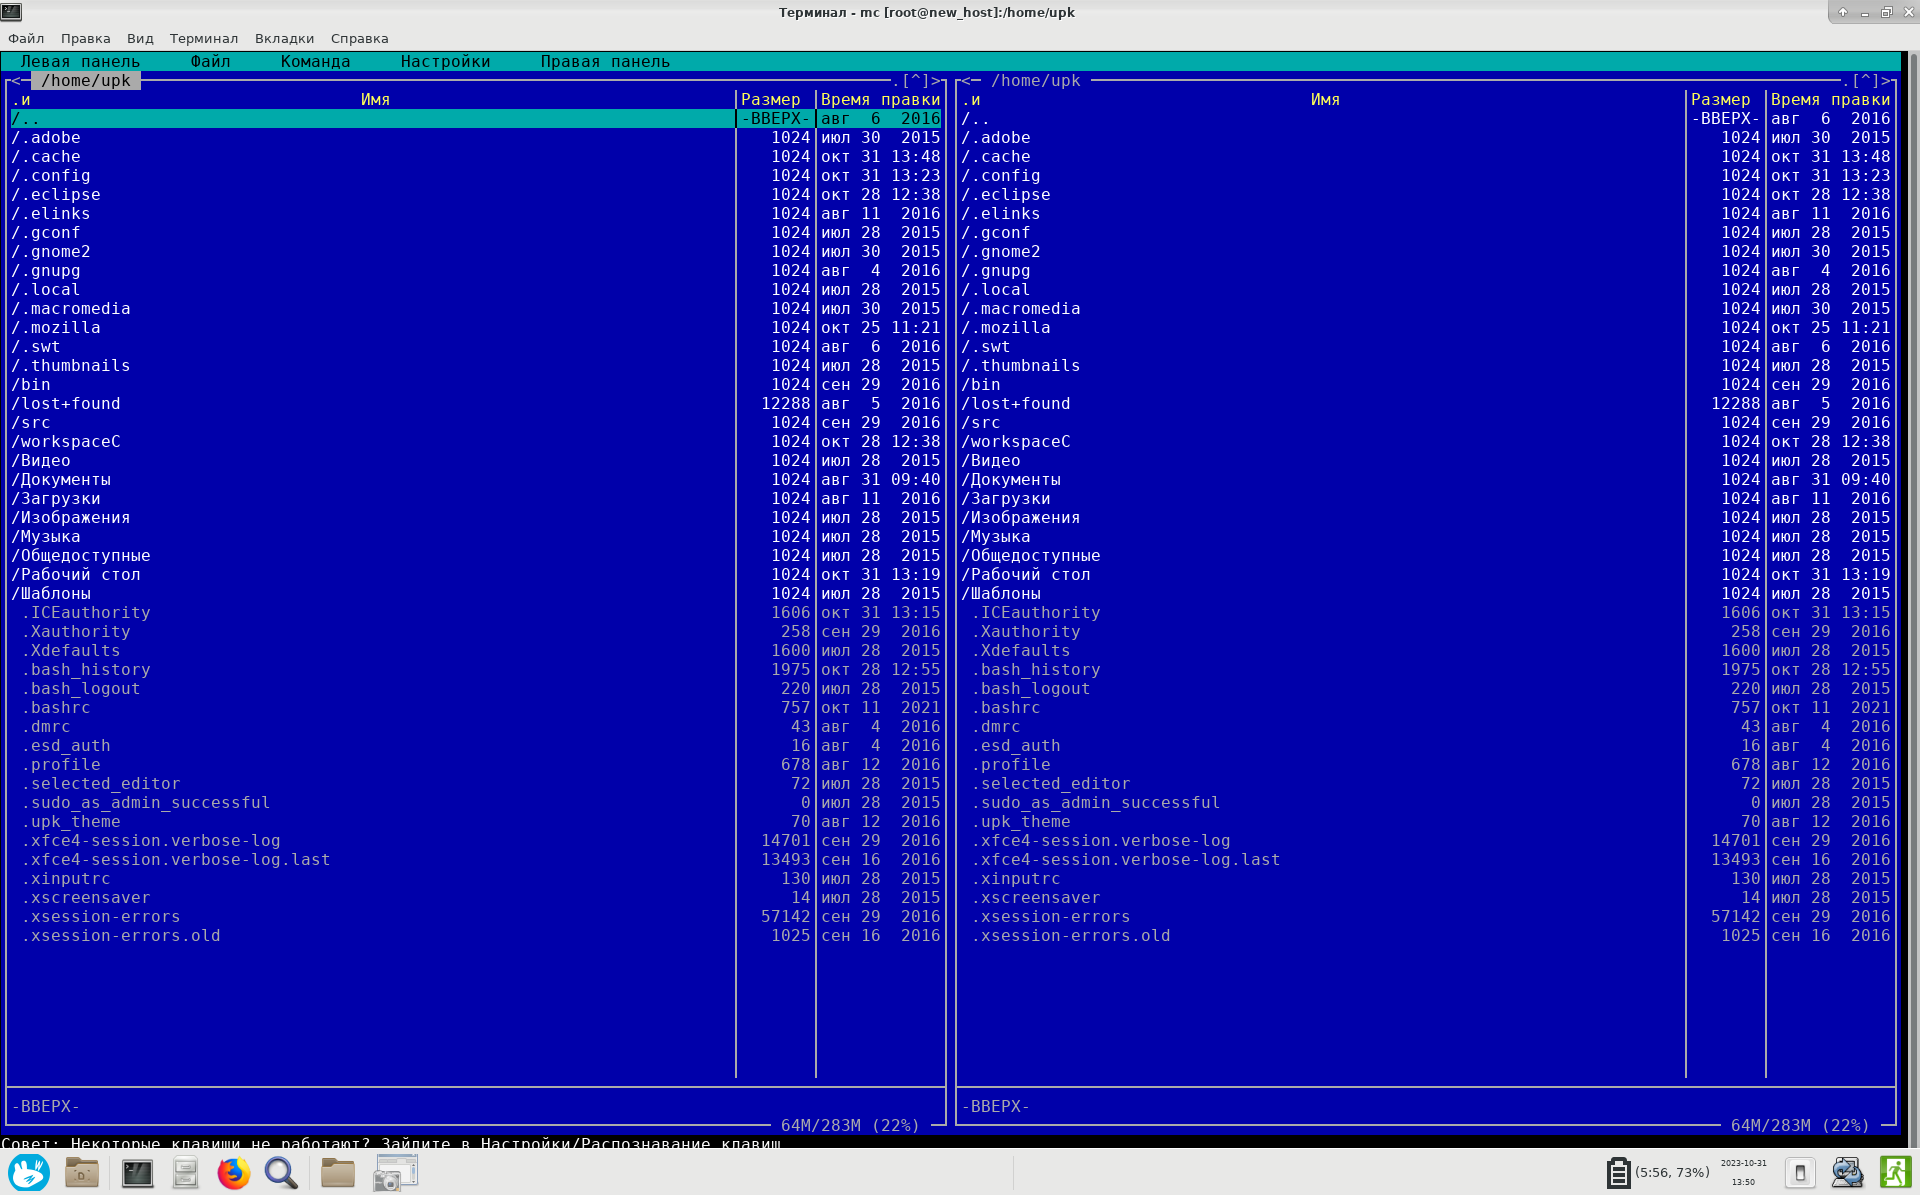 Терминал - mc [root@new_host]:/home/upk
Файл Правка Вид Терминал Вкладки Справка
Левая панель Файл Команда Настройки Правая панель
<─ /home/upk .[^]> <─ /home/upk .[^]>
.и Имя Размер Время правки .и Имя Размер Время правки
/.. -ВВЕРХ- авг 6 2016 /.. -ВВЕРХ- авг 6 2016
/.adobe 1024 июл 30 2015 /.adobe 1024 июл 30 2015
/.cache 1024 окт 31 13:48 /.cache 1024 окт 31 13:48
/.config 1024 окт 31 13:23 /.config 1024 окт 31 13:23
/.eclipse 1024 окт 28 12:38 /.eclipse 1024 окт 28 12:38
/.elinks 1024 авг 11 2016 /.elinks 1024 авг 11 2016
/.gconf 1024 июл 28 2015 /.gconf 1024 июл 28 2015
/.gnome2 1024 июл 30 2015 /.gnome2 1024 июл 30 2015
/.gnupg 1024 авг 4 2016 /.gnupg 1024 авг 4 2016
/.local 1024 июл 28 2015 /.local 1024 июл 28 2015
/.macromedia 1024 июл 30 2015 /.macromedia 1024 июл 30 2015
/.mozilla 1024 окт 25 11:21 /.mozilla 1024 окт 25 11:21
/.swt 1024 авг 6 2016 /.swt 1024 авг 6 2016
/.thumbnails 1024 июл 28 2015 /.thumbnails 1024 июл 28 2015
/bin 1024 сен 29 2016 /bin 1024 сен 29 2016
/lost+found 12288 авг 5 2016 /lost+found 12288 авг 5 2016
/src 1024 сен 29 2016 /src 1024 сен 29 2016
/workspaceC 1024 окт 28 12:38 /workspaceC 1024 окт 28 12:38
/Видео 1024 июл 28 2015 /Видео 1024 июл 28 2015
/Документы 1024 авг 31 09:40 /Документы 1024 авг 31 09:40
/Загрузки 1024 авг 11 2016 /Загрузки 1024 авг 11 2016
/Изображения 1024 июл 28 2015 /Изображения 1024 июл 28 2015
/Музыка 1024 июл 28 2015 /Музыка 1024 июл 28 2015
/Общедоступные 1024 июл 28 2015 /Общедоступные 1024 июл 28 2015
/Рабочий стол 1024 окт 31 13:19 /Рабочий стол 1024 окт 31 13:19
/Шаблоны 1024 июл 28 2015 /Шаблоны 1024 июл 28 2015
.ICEauthority 1606 окт 31 13:15 .ICEauthority 1606 окт 31 13:15
.Xauthority 258 сен 29 2016 .Xauthority 258 сен 29 2016
.Xdefaults 1600 июл 28 2015 .Xdefaults 1600 июл 28 2015
.bash_history 1975 окт 28 12:55 .bash_history 1975 окт 28 12:55
.bash_logout 220 июл 28 2015 .bash_logout 220 июл 28 2015
.bashrc 757 окт 11 2021 .bashrc 757 окт 11 2021
.dmrc 43 авг 4 2016 .dmrc 43 авг 4 2016
.esd_auth 16 авг 4 2016 .esd_auth 16 авг 4 2016
.profile 678 авг 12 2016 .profile 678 авг 12 2016
.selected_editor 72 июл 28 2015 .selected_editor 72 июл 28 2015
.sudo_as_admin_successful 0 июл 28 2015 .sudo_as_admin_successful 0 июл 28 2015
.upk_theme 70 авг 12 2016 .upk_theme 70 авг 12 2016
.xfce4-session.verbose-log 14701 сен 29 2016 .xfce4-session.verbose-log 14701 сен 29 2016
.xfce4-session.verbose-log.last 13493 сен 16 2016 .xfce4-session.verbose-log.last 13493 сен 16 2016
.xinputrc 130 июл 28 2015 .xinputrc 130 июл 28 2015
.xscreensaver 14 июл 28 2015 .xscreensaver 14 июл 28 2015
.xsession-errors 57142 сен 29 2016 .xsession-errors 57142 сен 29 2016
.xsession-errors.old 1025 сен 16 2016 .xsession-errors.old 1025 сен 16 2016
-ВВЕРХ- -ВВЕРХ-
64M/283M (22%) 64M/283M (22%)
Совет: Некоторые клавиши не работают? Зайдите в Настройки/Распознавание клавиш
(5:56, 73%) 2023-10-31
13:50